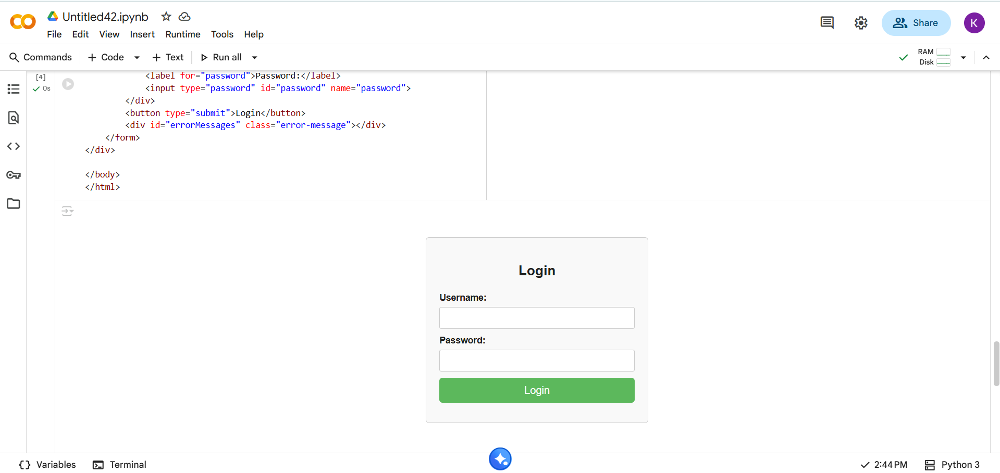 Untitled42.ipynb
File Edit View Insert Runtime Tools Help
Share
K
Commands + Code + Text Run all
RAM
Disk
[4]
0s
<label for="password">Password:</label>
<input type="password" id="password" name="password">
</div>
<button type="submit">Login</button>
<div id="errorMessages" class="error-message"></div>
</form>
</div>
</body>
</html>
Login
Username:
Password:
Login
{} Variables Terminal
2:44 PM Python 3